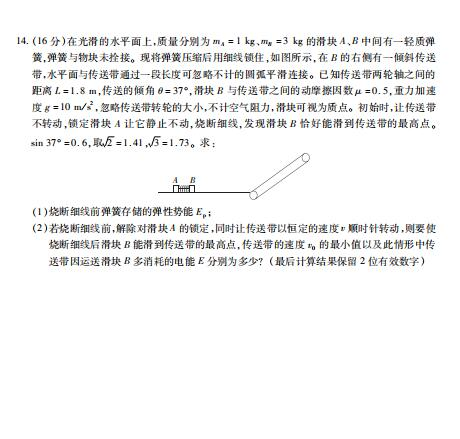 14. (16 分)在光滑的水平面上,质量分别为 m_A = 1 kg、m_B = 3 kg 的滑块 A、B 中间有一轻质弹
簧,弹簧与物块未拴接。现将弹簧压缩后用细线锁住,如图所示,在 B 的右侧有一倾斜传送
带,水平面与传送带通过一段长度可忽略不计的圆弧平滑连接。已知传送带两轮轴之间的
距离 L = 1.8 m,传送的倾角 θ = 37°,滑块 B 与传送带之间的动摩擦因数 μ = 0.5,重力加速
度 g = 10 m/s²,忽略传送带转轮的大小,不计空气阻力,滑块可视为质点。初始时,让传送带
不转动,锁定滑块 A 让它静止不动,烧断细线,发现滑块 B 恰好能滑到传送带的最高点。
sin 37° = 0.6,取√2 = 1.41,√3 = 1.73。求:
A B
(1)烧断细线前弹簧存储的弹性势能 E_p;
(2)若烧断细线前,解除对滑块 A 的锁定,同时让传送带以恒定的速度 v 顺时针转动,则要使
烧断细线后滑块 B 能滑到传送带的最高点,传送带的速度 v_0 的最小值以及此情形中传
送带因运送滑块 B 多消耗的电能 E 分别为多少?(最后计算结果保留 2 位有效数字)